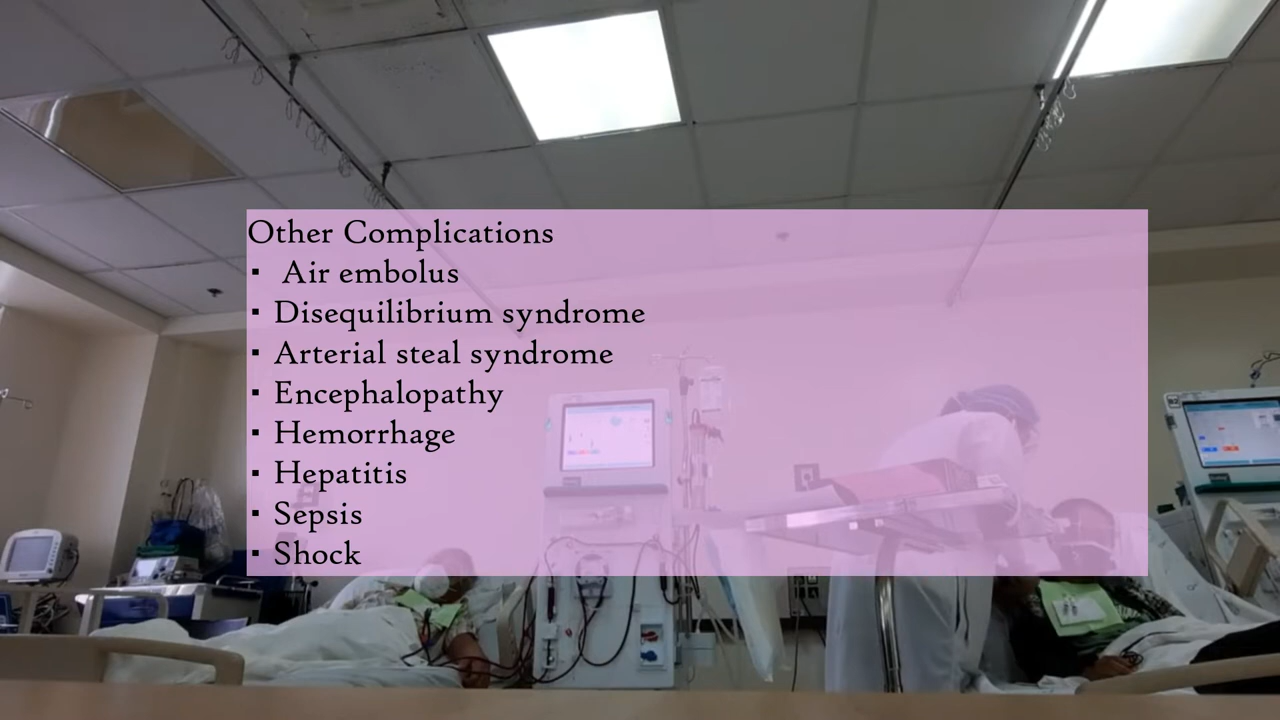 Other Complications
▪ Air embolus
▪ Disequilibrium syndrome
▪ Arterial steal syndrome
▪ Encephalopathy
▪ Hemorrhage
▪ Hepatitis
▪ Sepsis
▪ Shock